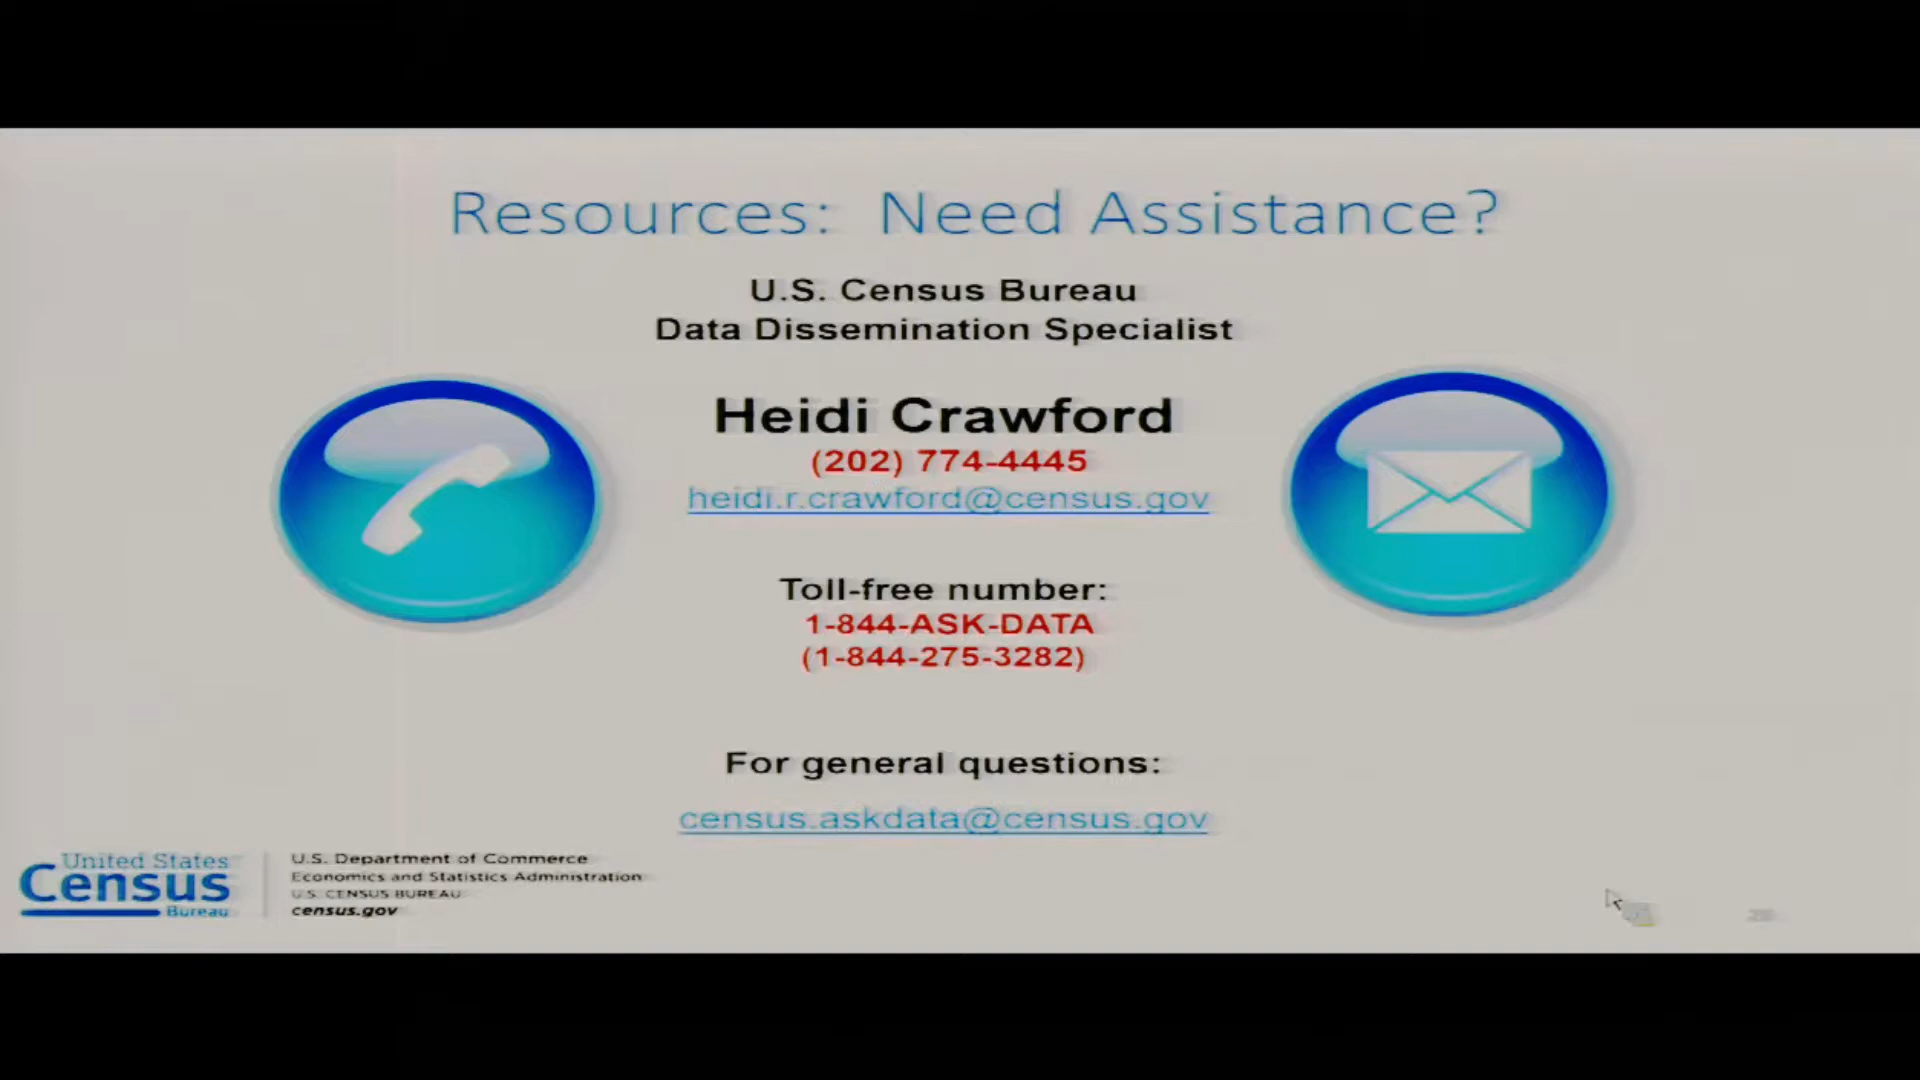 Resources: Need Assistance?
U.S. Census Bureau
Data Dissemination Specialist
Heidi Crawford
(202) 774-4445
heidi.r.crawford@census.gov
Toll-free number:
1-844-ASK-DATA
(1-844-275-3282)
For general questions:
census.askdata@census.gov
United States
Census
Bureau
U.S. Department of Commerce
Economics and Statistics Administration
U.S. CENSUS BUREAU
census.gov